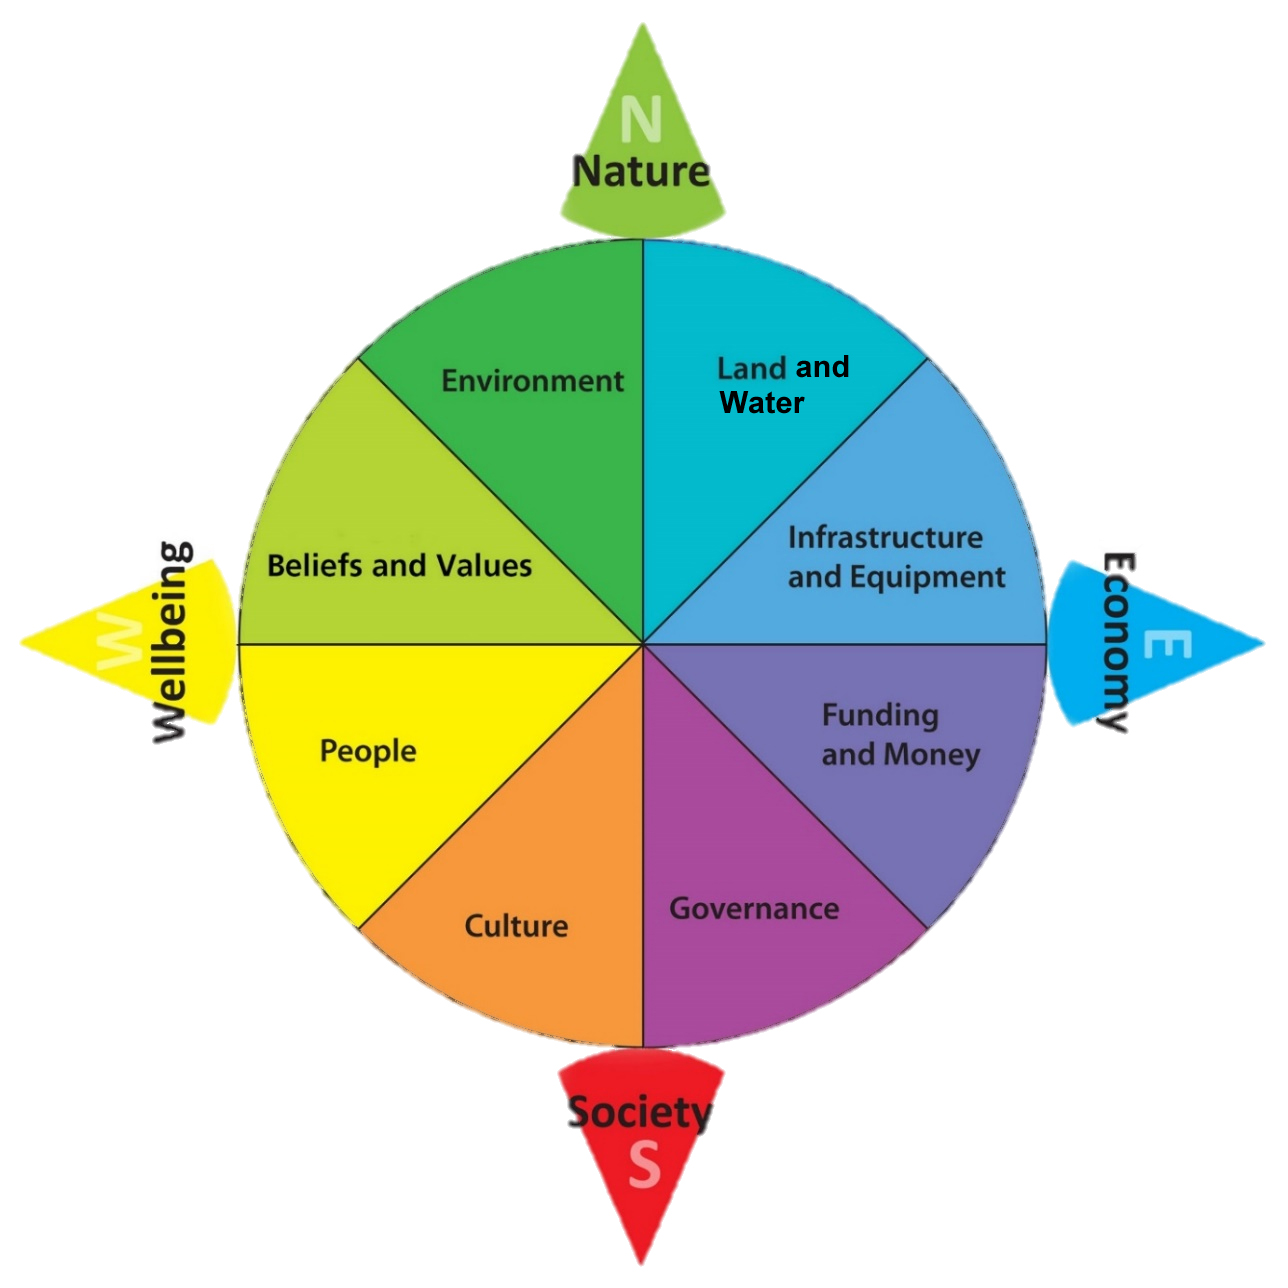 N
Nature
Environment
Land and
Water
Beliefs and Values
Infrastructure
and Equipment
W
Wellbeing
Economy
E
People
Funding
and Money
Culture
Governance
Society
S